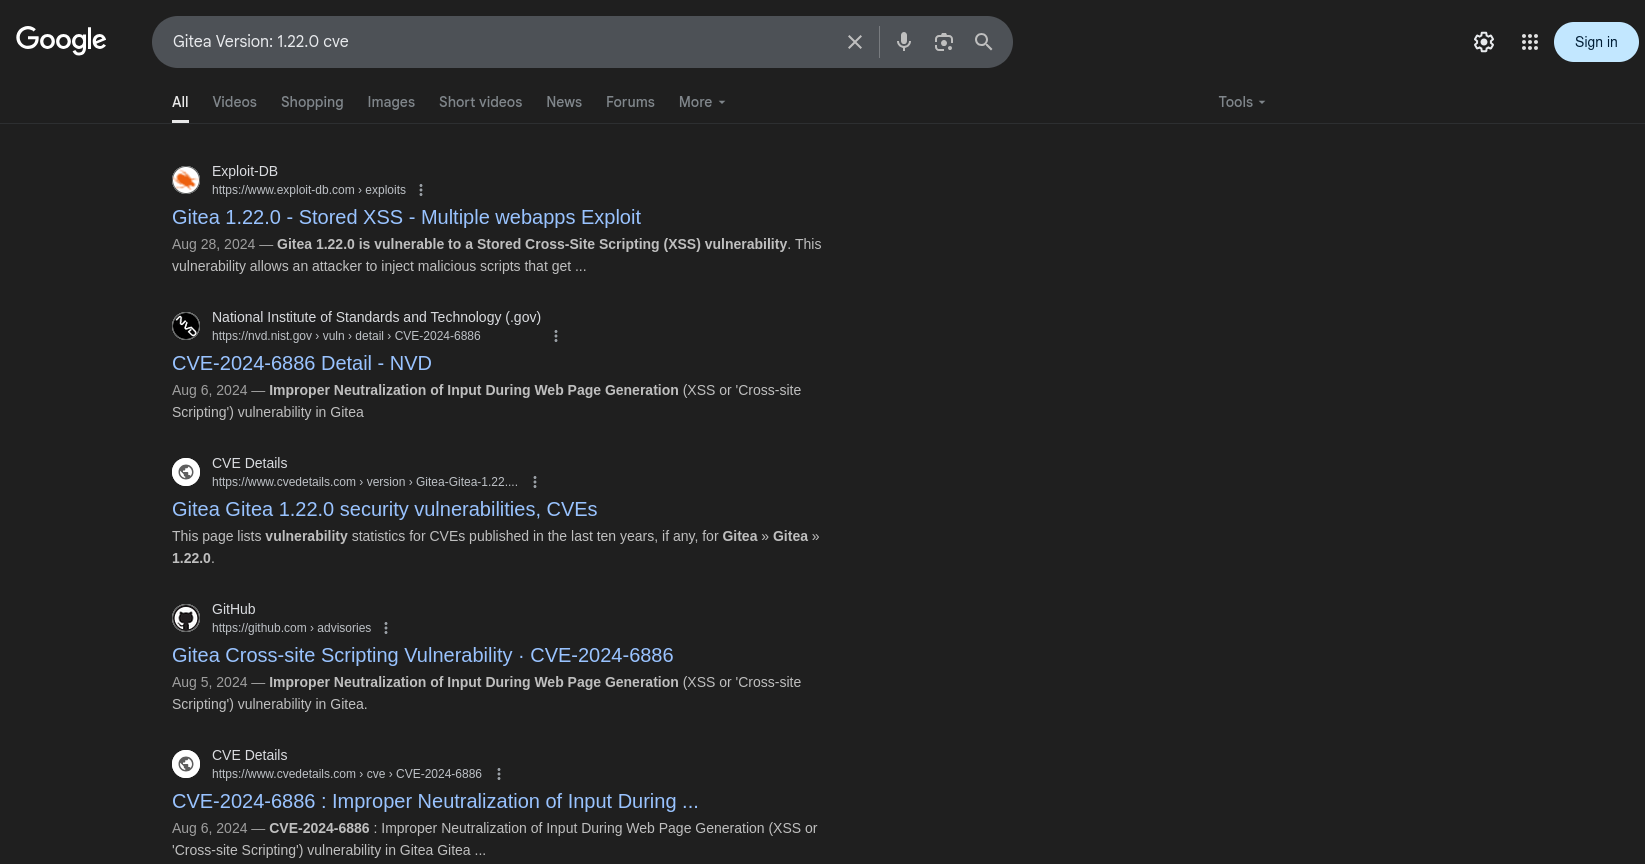 Google
Gitea Version: 1.22.0 cve
Sign in
All Videos Shopping Images Short videos News Forums More Tools
Exploit-DB
https://www.exploit-db.com › exploits
Gitea 1.22.0 - Stored XSS - Multiple webapps Exploit
Aug 28, 2024 — Gitea 1.22.0 is vulnerable to a Stored Cross-Site Scripting (XSS) vulnerability. This
vulnerability allows an attacker to inject malicious scripts that get ...
NVD
National Institute of Standards and Technology (.gov)
https://nvd.nist.gov › vuln › detail › CVE-2024-6886
CVE-2024-6886 Detail - NVD
Aug 6, 2024 — Improper Neutralization of Input During Web Page Generation (XSS or 'Cross-site
Scripting') vulnerability in Gitea
CVE Details
https://www.cvedetails.com › version › Gitea-Gitea-1.22....
Gitea Gitea 1.22.0 security vulnerabilities, CVEs
This page lists vulnerability statistics for CVEs published in the last ten years, if any, for Gitea » Gitea »
1.22.0.
GitHub
https://github.com › advisories
Gitea Cross-site Scripting Vulnerability · CVE-2024-6886
Aug 5, 2024 — Improper Neutralization of Input During Web Page Generation (XSS or 'Cross-site
Scripting') vulnerability in Gitea.
CVE Details
https://www.cvedetails.com › cve › CVE-2024-6886
CVE-2024-6886 : Improper Neutralization of Input During ...
Aug 6, 2024 — CVE-2024-6886 : Improper Neutralization of Input During Web Page Generation (XSS or
'Cross-site Scripting') vulnerability in Gitea Gitea ...